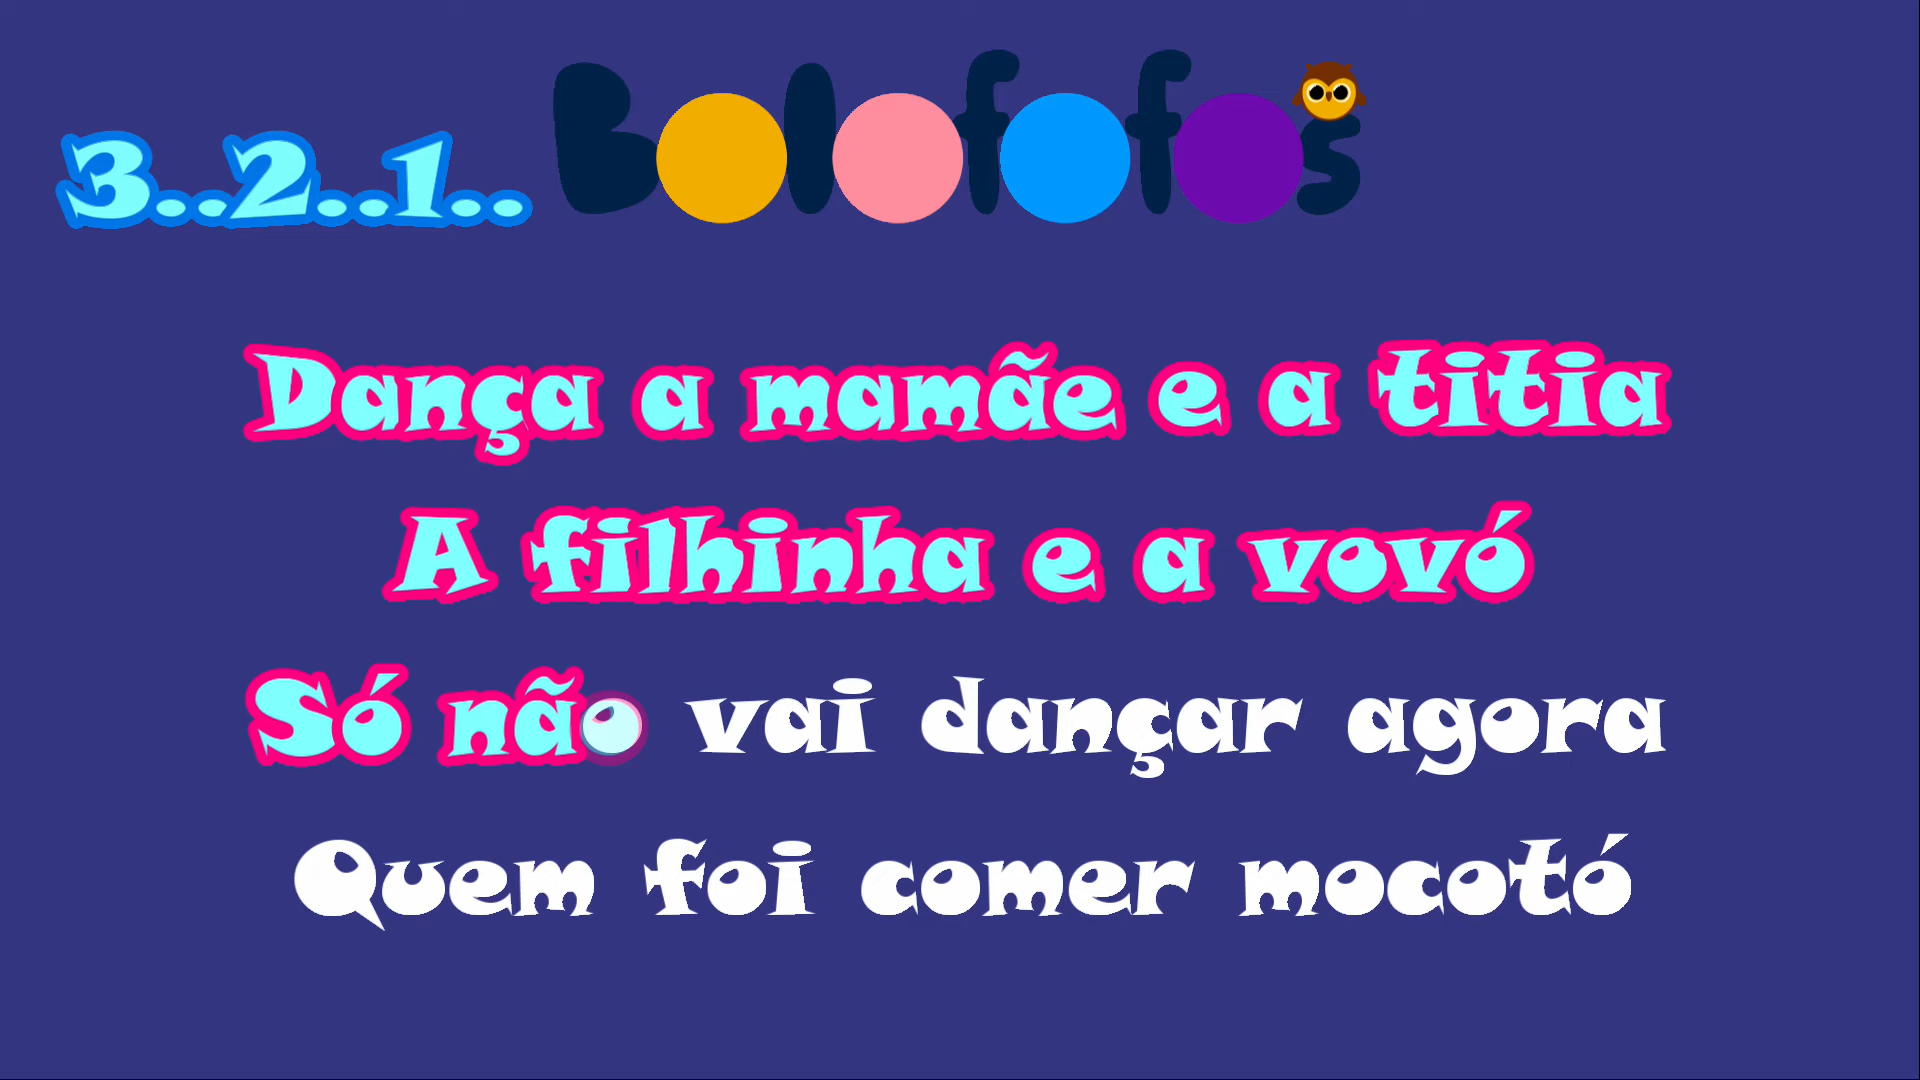 Bolofofos
3..2..1..
Dança a mamãe e a titia
A filhinha e a vovó
Só não vai dançar agora
Quem foi comer mocotó